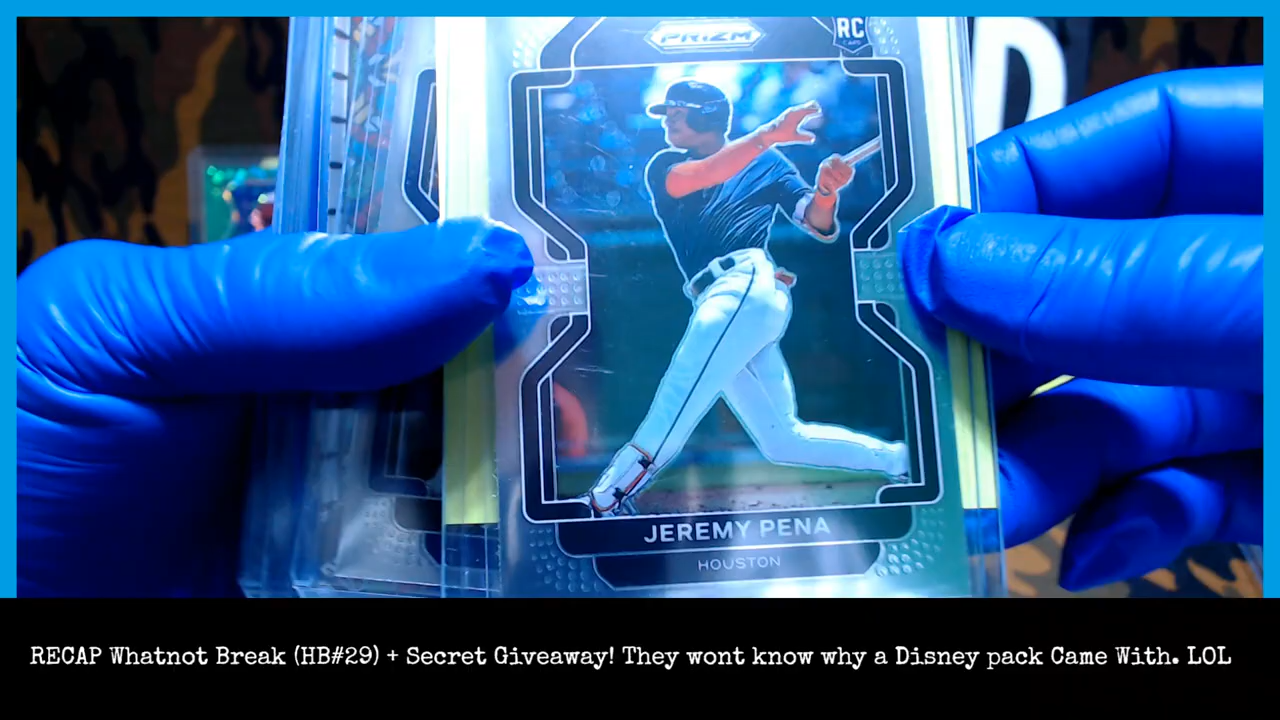 PRIZM
RC
CARD
JEREMY PENA
HOUSTON
RECAP Whatnot Break (HB#29) + Secret Giveaway! They wont know why a Disney pack Came With. LOL